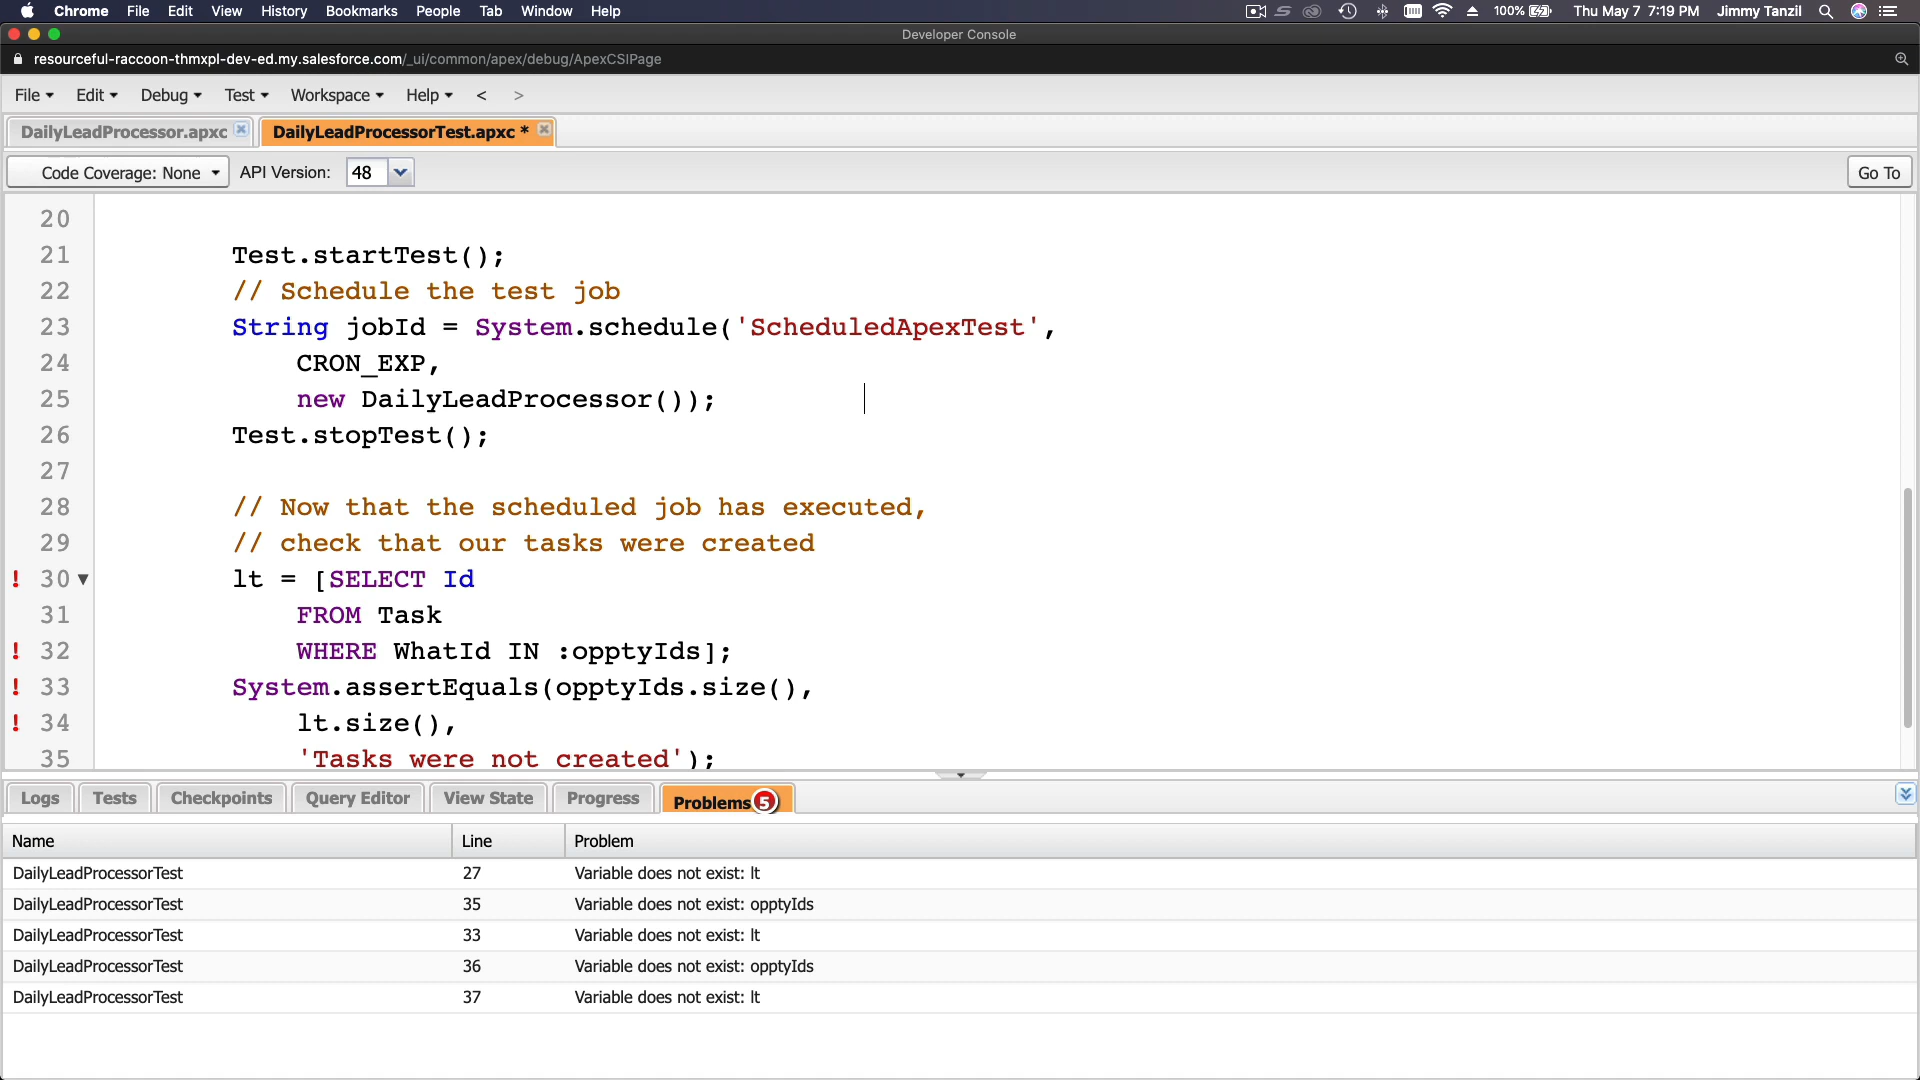 Chrome File Edit View History Bookmarks People Tab Window Help 100% Thu May 7 7:19 PM Jimmy Tanzil
Developer Console
resourceful-raccoon-thmxpl-dev-ed.my.salesforce.com/_ui/common/apex/debug/ApexCSIPage
File Edit Debug Test Workspace Help < >
DailyLeadProcessor.apxc DailyLeadProcessorTest.apxc *
Code Coverage: None API Version: 48 Go To
20
21 Test.startTest();
22 // Schedule the test job
23 String jobId = System.schedule('ScheduledApexTest',
24 CRON_EXP,
25 new DailyLeadProcessor());
26 Test.stopTest();
27
28 // Now that the scheduled job has executed,
29 // check that our tasks were created
! 30 lt = [SELECT Id
31 FROM Task
! 32 WHERE WhatId IN :opptyIds];
! 33 System.assertEquals(opptyIds.size(),
! 34 lt.size(),
35 'Tasks were not created');
Logs Tests Checkpoints Query Editor View State Progress Problems 5
Name Line Problem
DailyLeadProcessorTest 27 Variable does not exist: lt
DailyLeadProcessorTest 35 Variable does not exist: opptyIds
DailyLeadProcessorTest 33 Variable does not exist: lt
DailyLeadProcessorTest 36 Variable does not exist: opptyIds
DailyLeadProcessorTest 37 Variable does not exist: lt